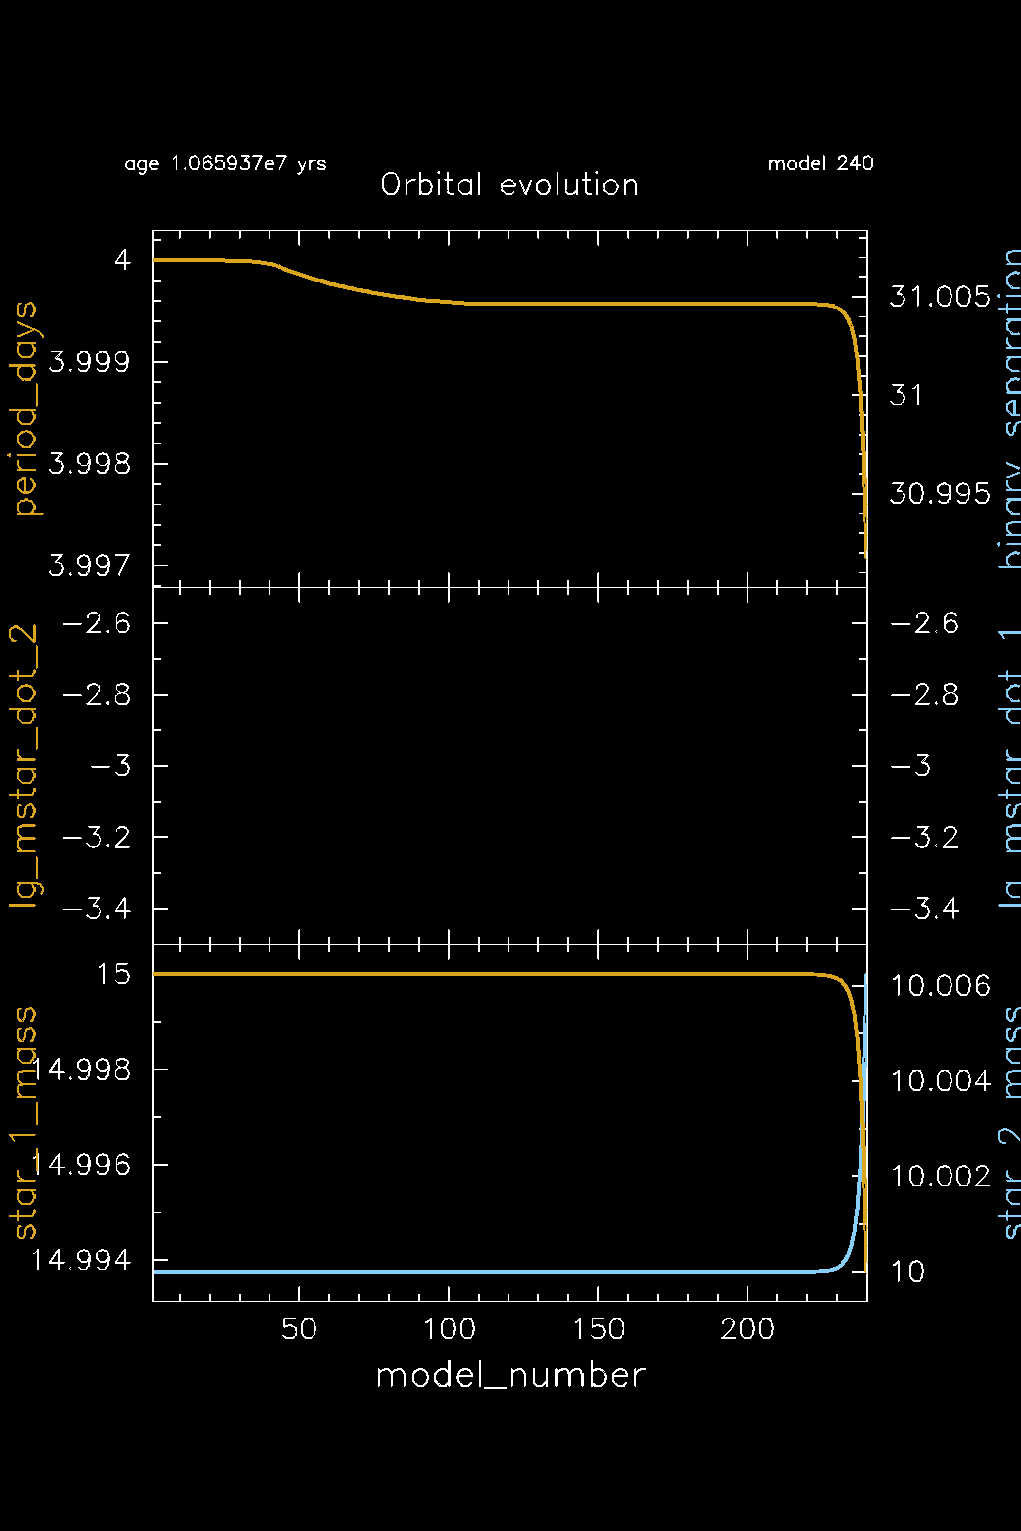 age 1.065937e7 yrs
model 240
Orbital evolution
period_days
4
3.999
3.998
3.997
31.005
31
30.995
binary_separation
lg_mstar_dot_2
-2.6
-2.8
-3
-3.2
-3.4
-2.6
-2.8
-3
-3.2
-3.4
lg_mstar_dot_1
star_1_mass
15
14.998
14.996
14.994
10.006
10.004
10.002
10
star_2_mass
50
100
150
200
model_number